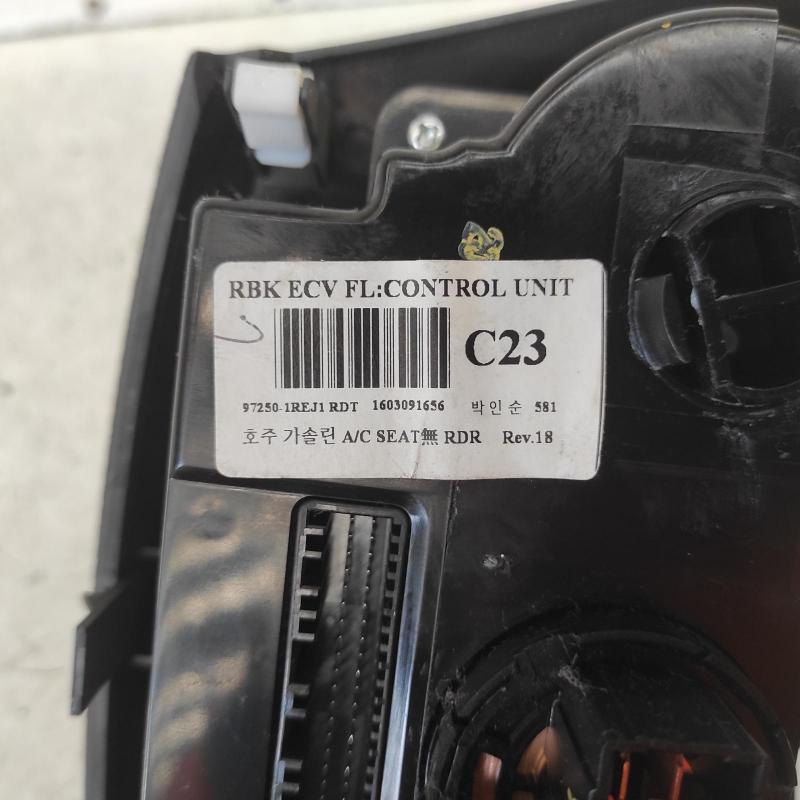 RBK ECV FL:CONTROL UNIT
C23
97250-1REJ1 RDT 1603091656 박인순 581
호주 가솔린 A/C SEAT無 RDR Rev.18